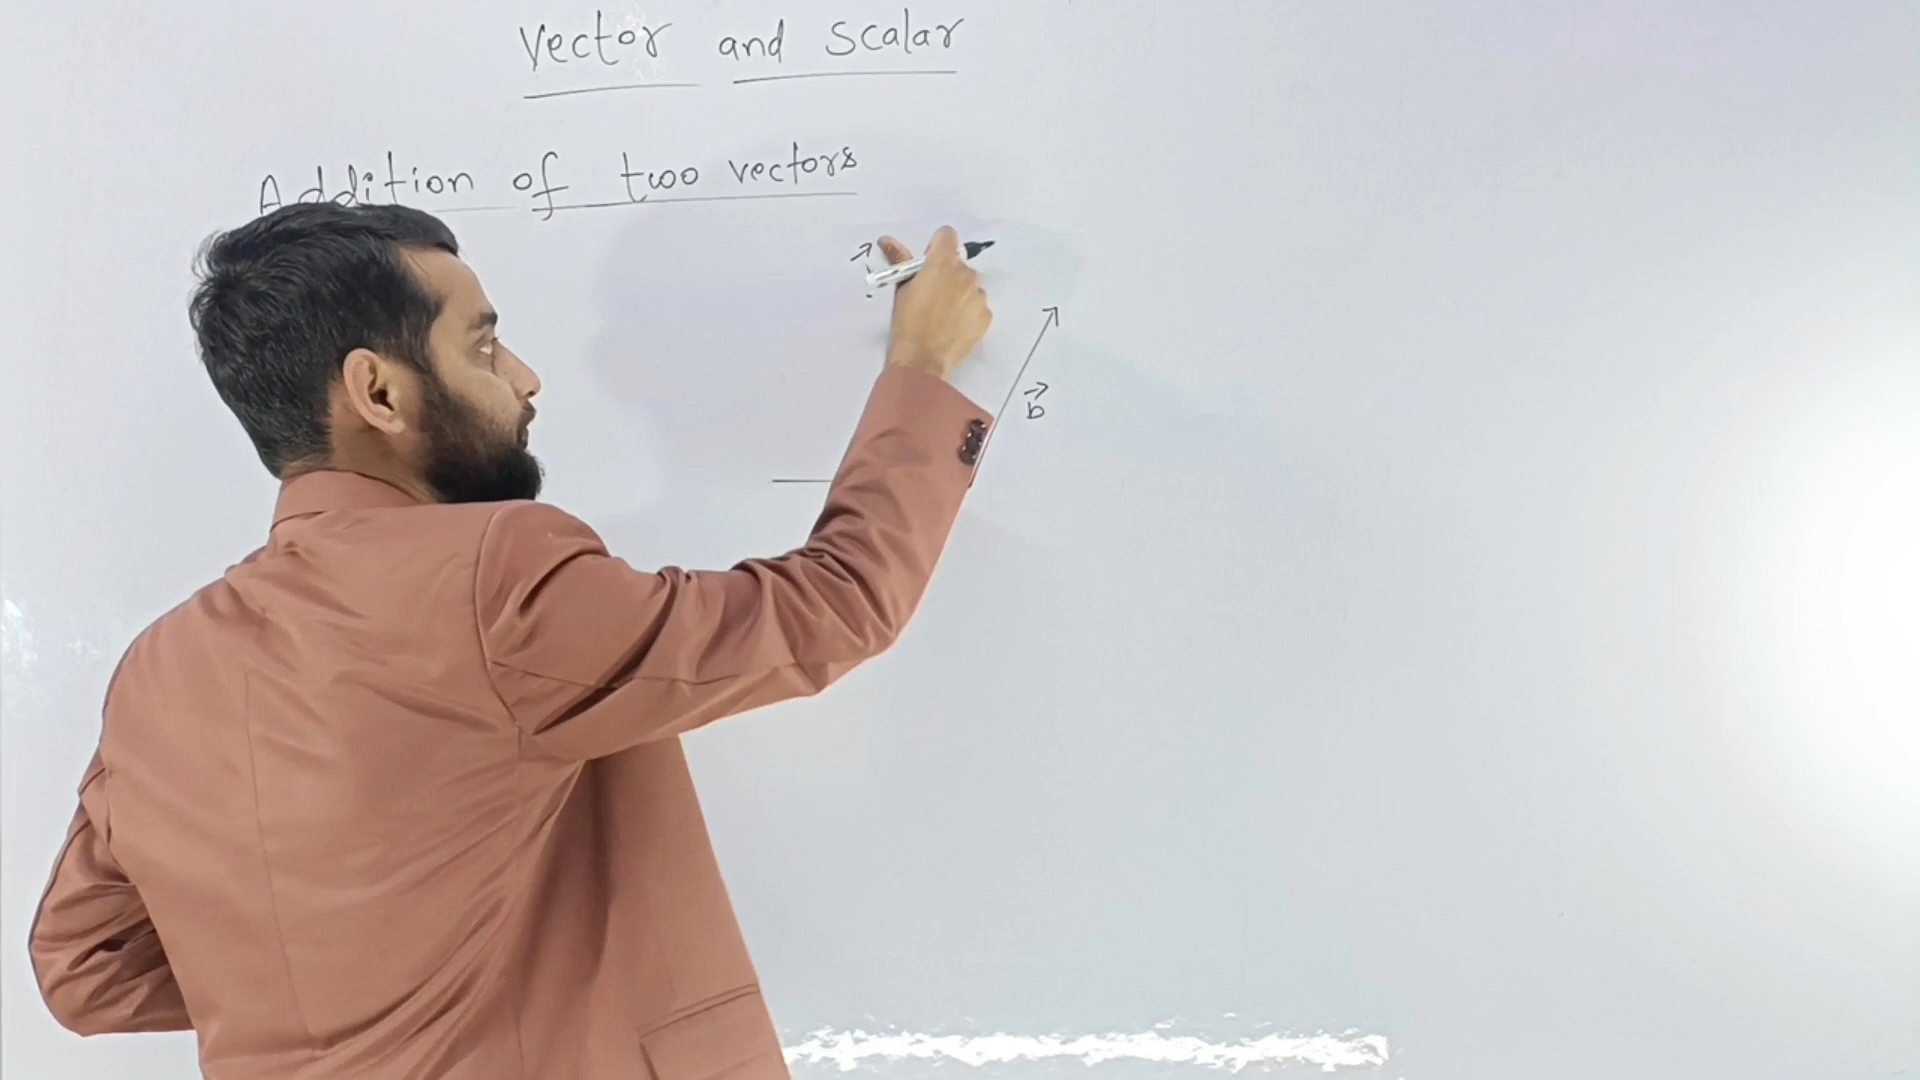 Vector and Scalar
Addition of two vectors
b⃗